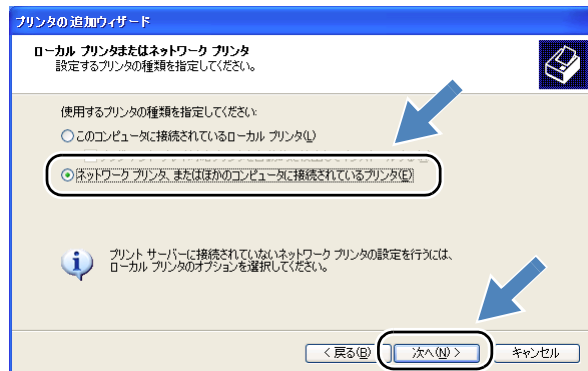 プリンタの追加ウィザード
ローカル プリンタまたはネットワーク プリンタ
設定するプリンタの種類を指定してください。
使用するプリンタの種類を指定してください:
このコンピュータに接続されているローカル プリンタ(L)
ネットワーク プリンタ、またはほかのコンピュータに接続されているプリンタ(E)
プリント サーバーに接続されていないネットワーク プリンタの設定を行うには、
ローカル プリンタのオプションを選択してください。
< 戻る(B) 次へ(N) > キャンセル